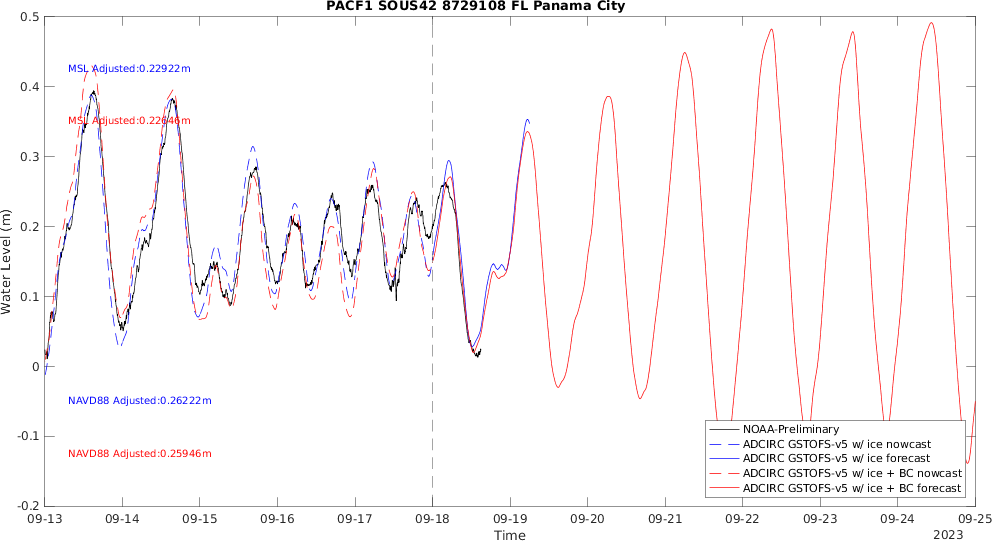 PACF1 SOUS42 8729108 FL Panama City
0.5
MSL Adjusted:0.22922m
0.4
MSL Adjusted:0.22646m
0.3
0.2
0.1
0
NAVD88 Adjusted:0.26222m
-0.1
NAVD88 Adjusted:0.25946m
-0.2
Water Level (m)
NOAA-Preliminary
ADCIRC GSTOFS-v5 w/ ice nowcast
ADCIRC GSTOFS-v5 w/ ice forecast
ADCIRC GSTOFS-v5 w/ ice + BC nowcast
ADCIRC GSTOFS-v5 w/ ice + BC forecast
09-13 09-14 09-15 09-16 09-17 09-18 09-19 09-20 09-21 09-22 09-23 09-24 09-25
Time
2023